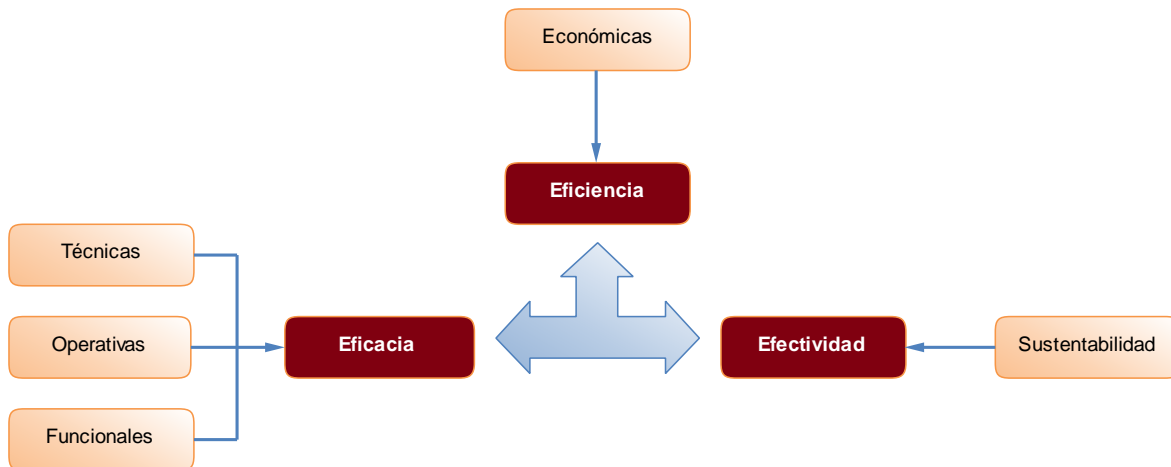 Económicas
Eficiencia
Técnicas
Operativas
Eficacia
Efectividad
Sustentabilidad
Funcionales